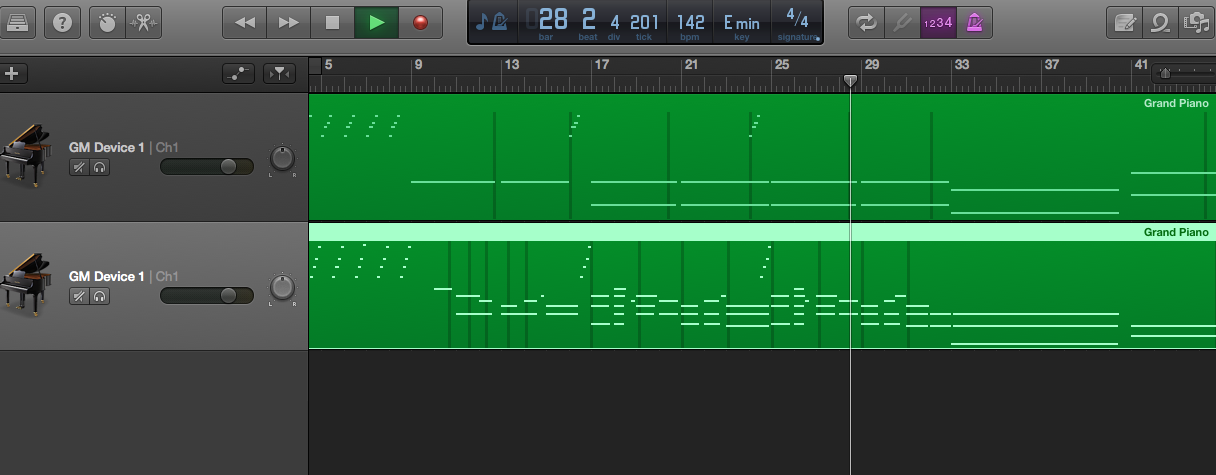 ?
28 2 4 201 142 E min 4/4
bar beat div tick bpm key signature
1234
5 9 13 17 21 25 29 33 37 41
Grand Piano
GM Device 1 | Ch1
L R
Grand Piano
GM Device 1 | Ch1
L R